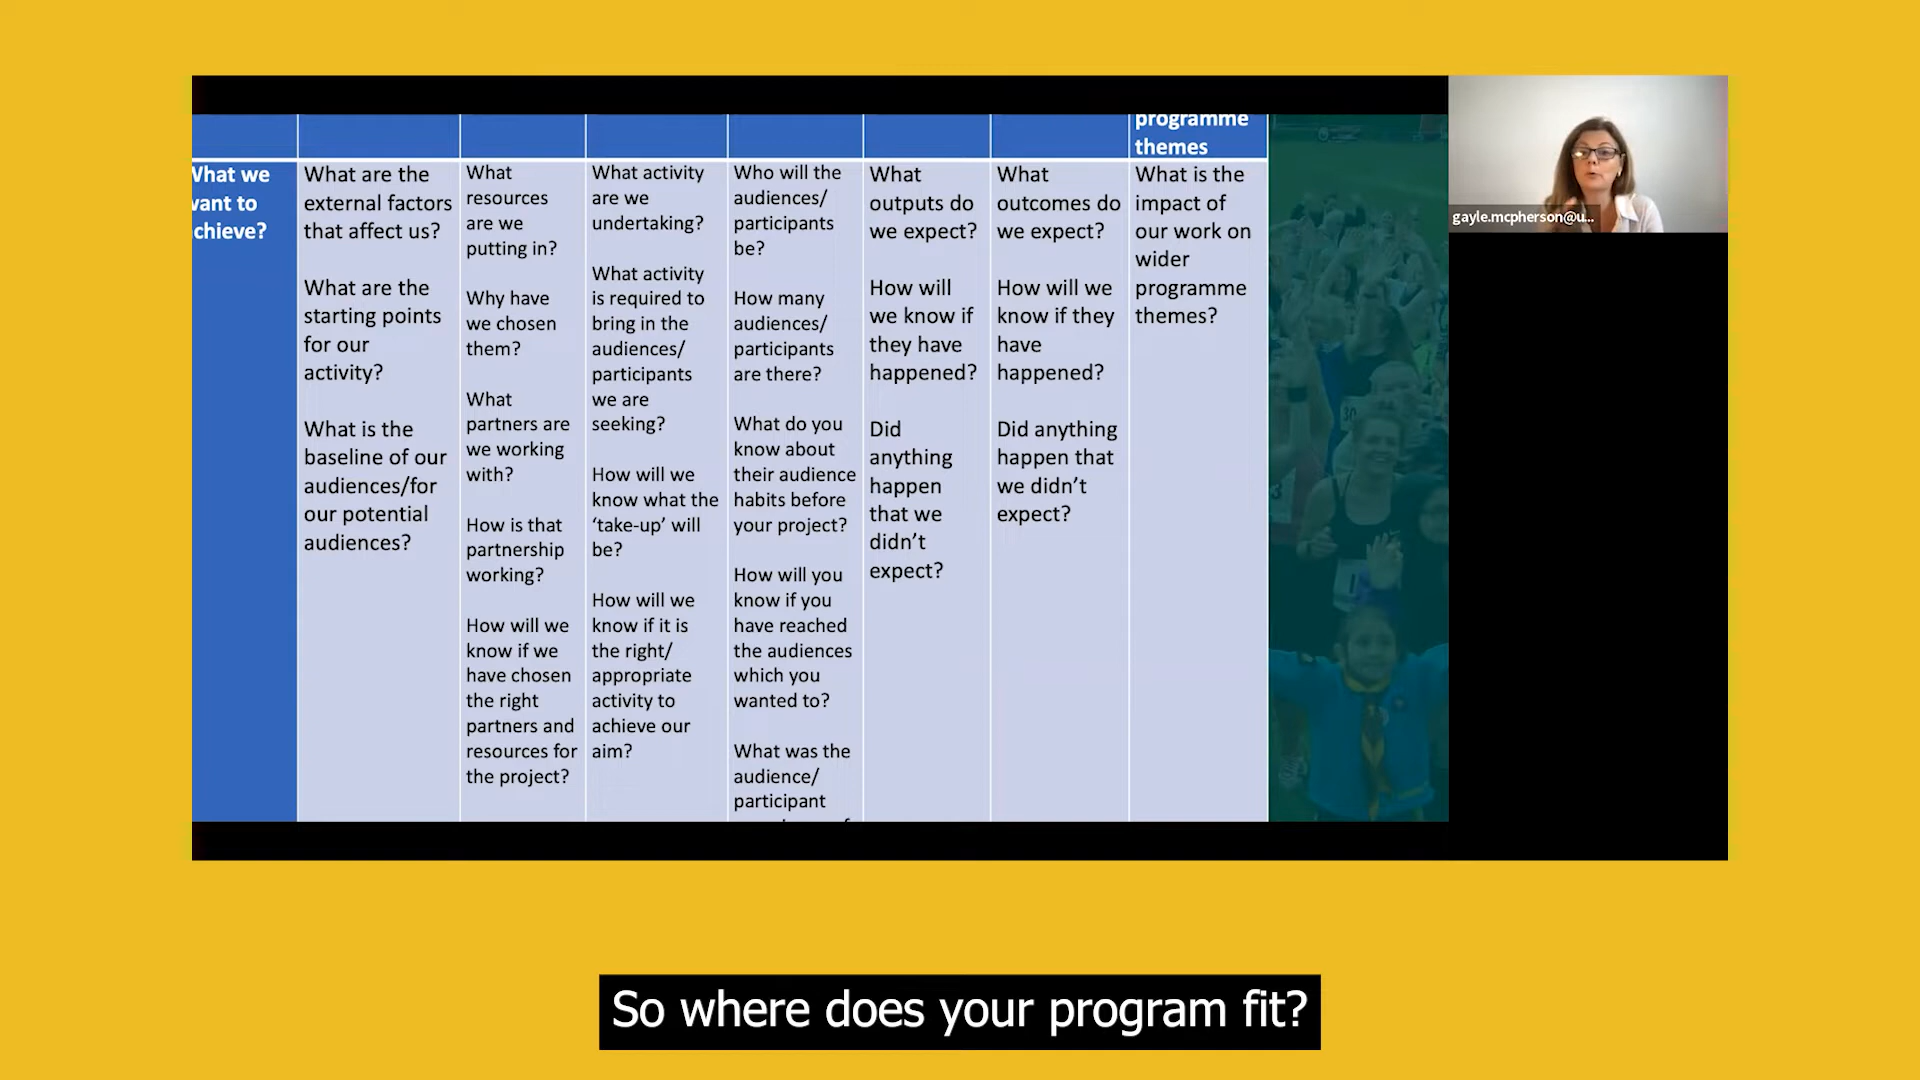 programme
themes
What we
want to
achieve?
What are the
external factors
that affect us?
What are the
starting points
for our
activity?
What is the
baseline of our
audiences/for
our potential
audiences?
What
resources
are we
putting in?
Why have
we chosen
them?
What
partners are
we working
with?
How is that
partnership
working?
How will we
know if we
have chosen
the right
partners and
resources for
the project?
What activity
are we
undertaking?
What activity
is required to
bring in the
audiences/
participants
we are
seeking?
How will we
know what the
‘take-up’ will
be?
How will we
know if it is
the right/
appropriate
activity to
achieve our
aim?
Who will the
audiences/
participants
be?
How many
audiences/
participants
are there?
What do you
know about
their audience
habits before
your project?
How will you
know if you
have reached
the audiences
which you
wanted to?
What was the
audience/
participant
What
outputs do
we expect?
How will
we know if
they have
happened?
Did
anything
happen
that we
didn’t
expect?
What
outcomes do
we expect?
How will we
know if they
have
happened?
Did anything
happen that
we didn’t
expect?
What is the
impact of
our work on
wider
programme
themes?
gayle.mcpherson@u...
So where does your program fit?